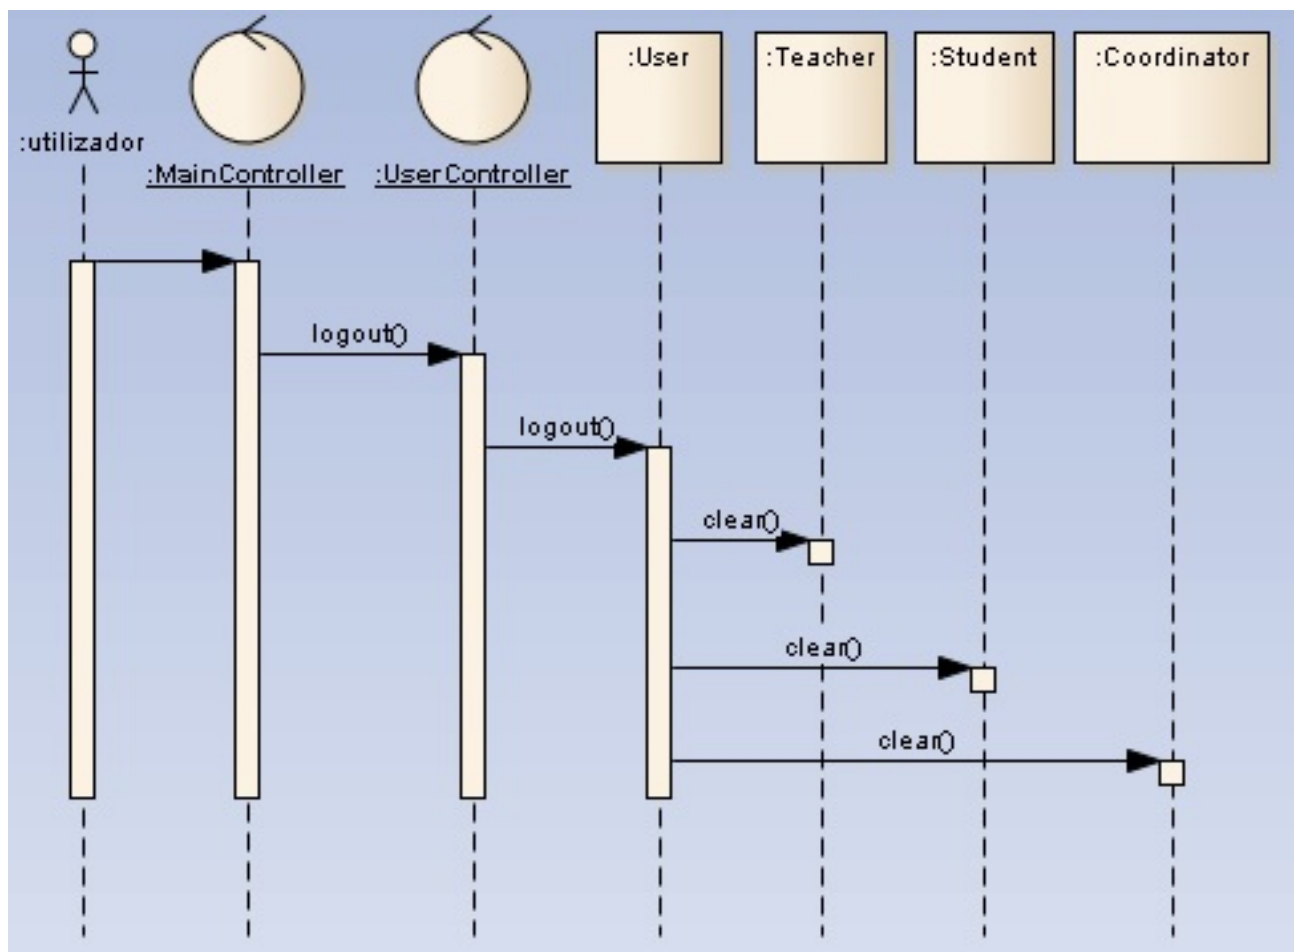 :User
:Teacher
:Student
:Coordinator
:utilizador
:MainController
:UserController
logout()
logout()
clear()
clear()
clear()